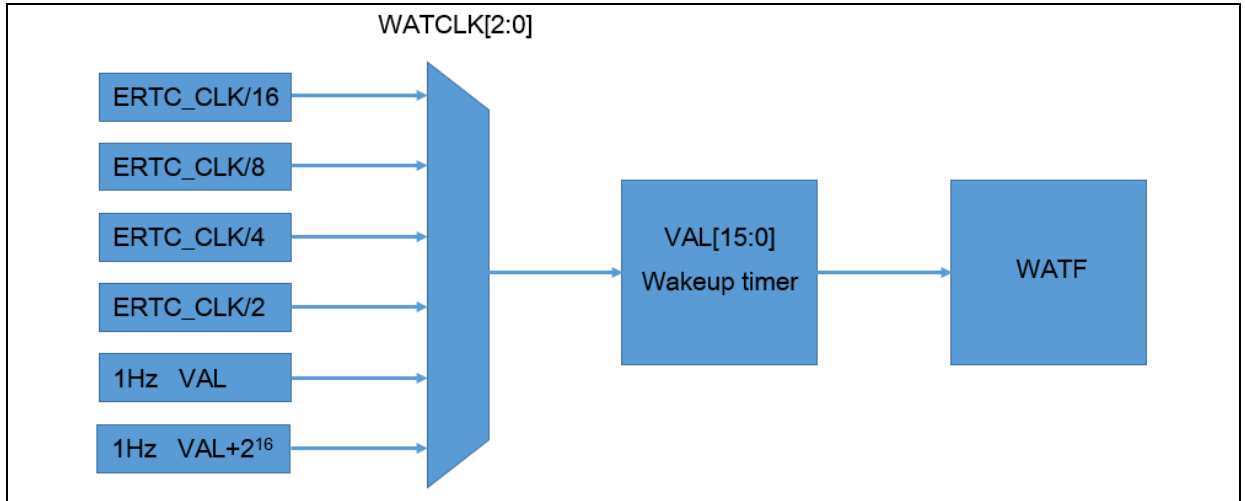 WATCLK[2:0]
ERTC_CLK/16
ERTC_CLK/8
ERTC_CLK/4
ERTC_CLK/2
1Hz VAL
1Hz VAL+2¹⁶
VAL[15:0]
Wakeup timer
WATF